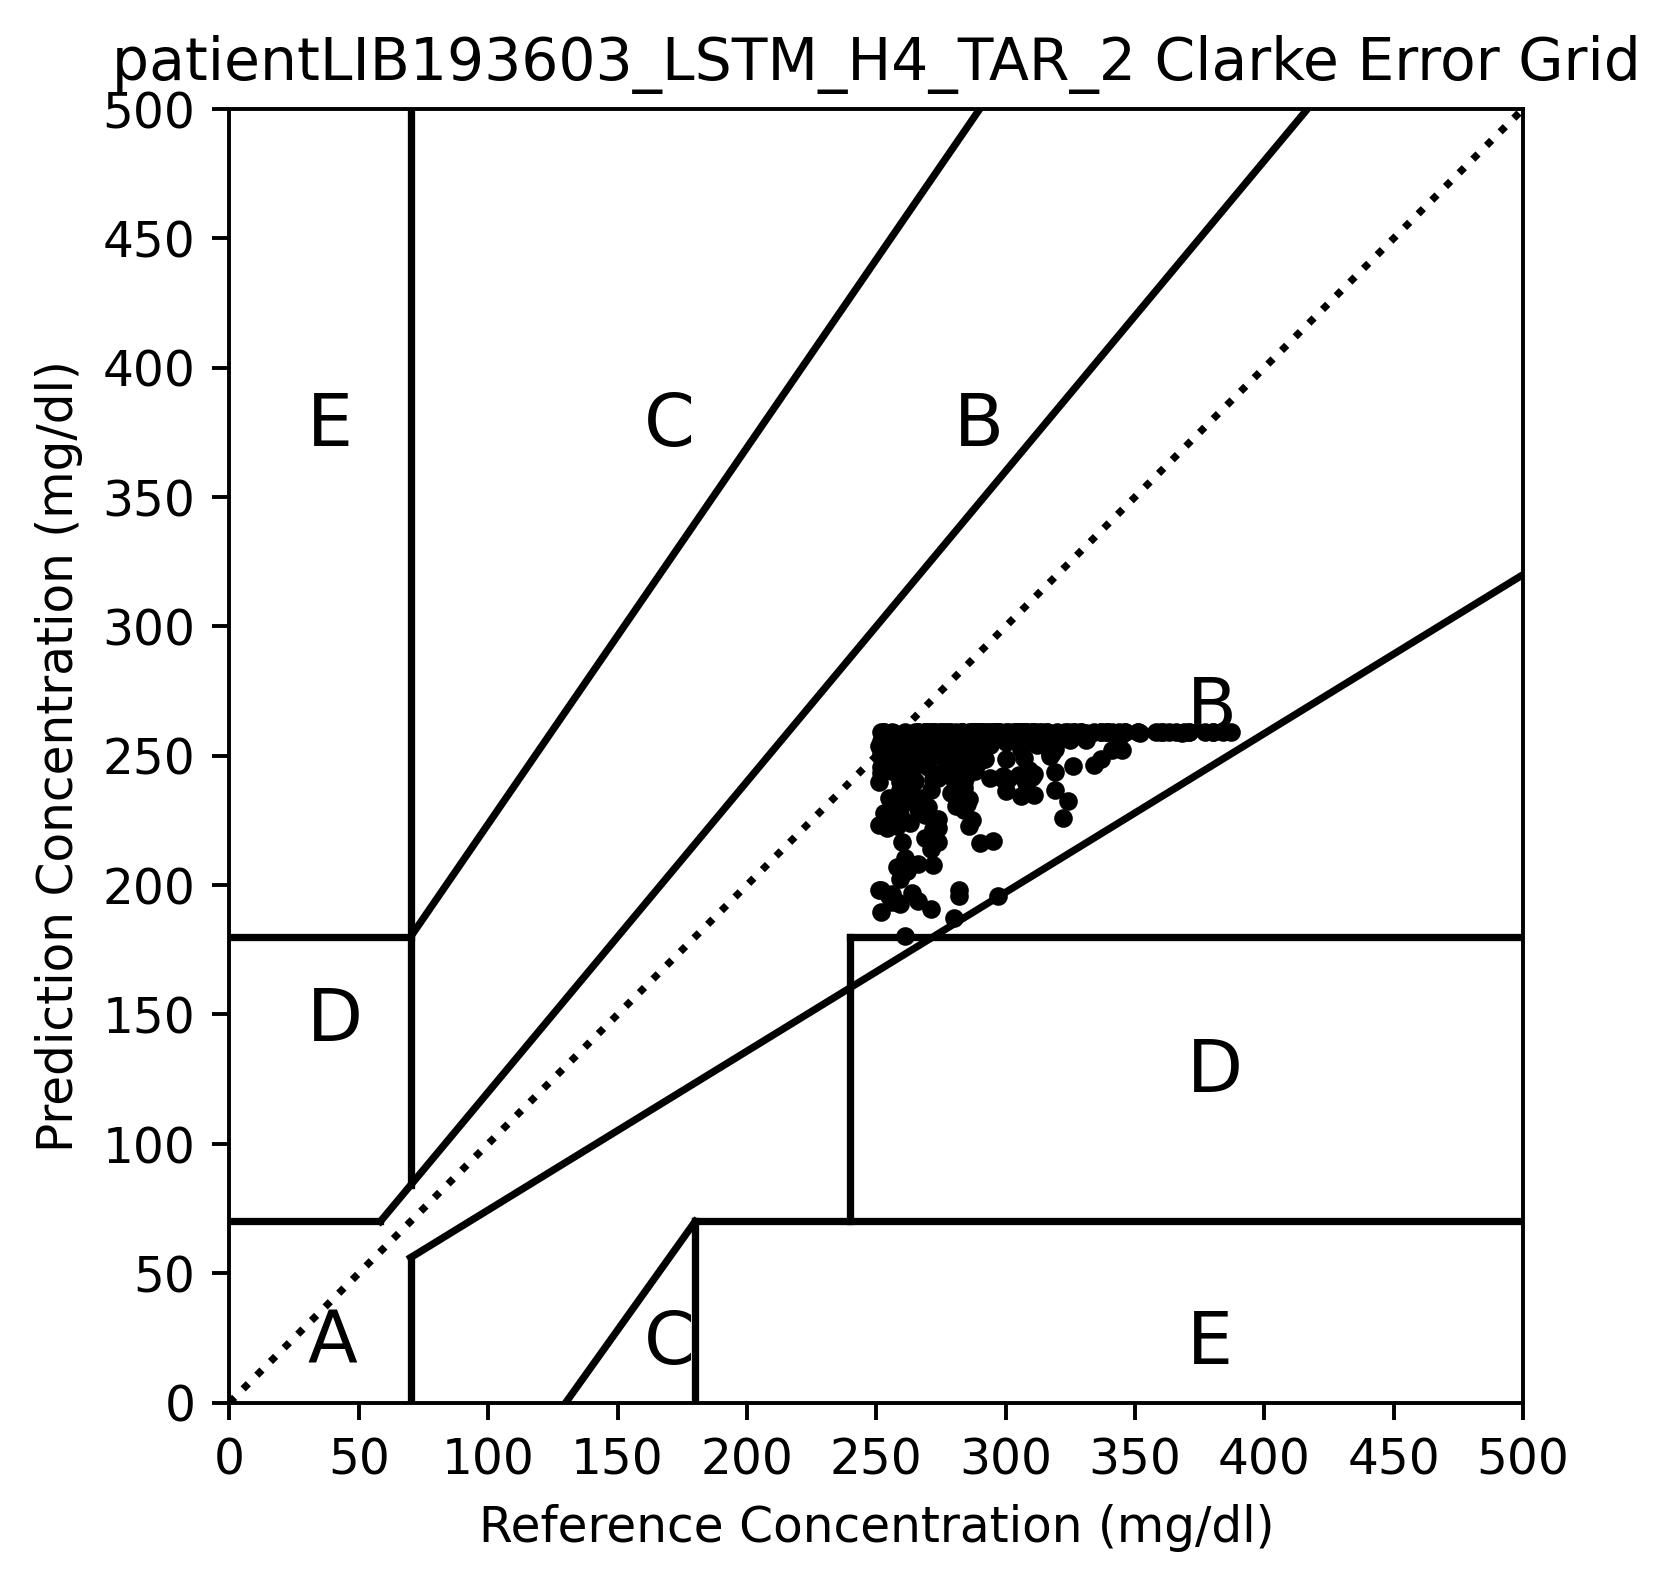 patientLIB193603_LSTM_H4_TAR_2 Clarke Error Grid
500
450
400
350
300
250
200
150
100
50
0
Prediction Concentration (mg/dl)
E
C
B
B
D
D
A
C
E
0 50 100 150 200 250 300 350 400 450 500
Reference Concentration (mg/dl)